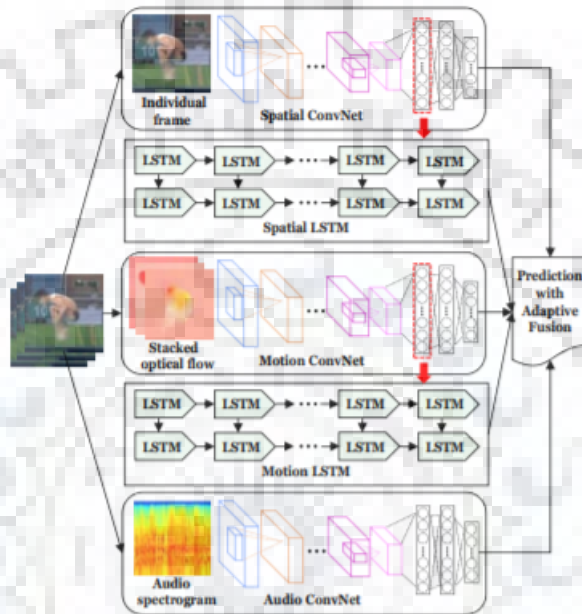 Individual
frame
Spatial ConvNet
LSTM LSTM LSTM LSTM
LSTM LSTM LSTM LSTM
Spatial LSTM
Stacked
optical flow
Motion ConvNet
LSTM LSTM LSTM LSTM
LSTM LSTM LSTM LSTM
Motion LSTM
Audio
spectrogram
Audio ConvNet
Prediction
with
Adaptive
Fusion